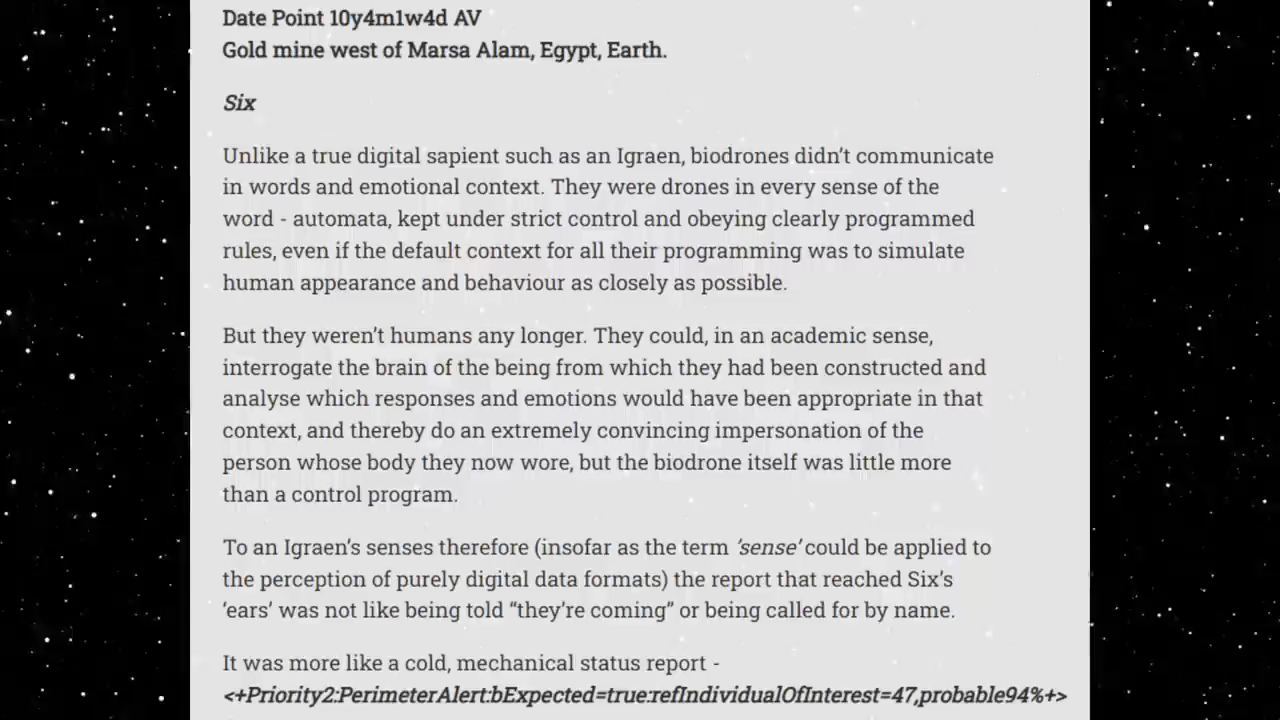 Date Point 10y4m1w4d AV
Gold mine west of Marsa Alam, Egypt, Earth.
Six
Unlike a true digital sapient such as an Igraen, biodrones didn’t communicate
in words and emotional context. They were drones in every sense of the
word - automata, kept under strict control and obeying clearly programmed
rules, even if the default context for all their programming was to simulate
human appearance and behaviour as closely as possible.
But they weren’t humans any longer. They could, in an academic sense,
interrogate the brain of the being from which they had been constructed and
analyse which responses and emotions would have been appropriate in that
context, and thereby do an extremely convincing impersonation of the
person whose body they now wore, but the biodrone itself was little more
than a control program.
To an Igraen’s senses therefore (insofar as the term ‘sense’ could be applied to
the perception of purely digital data formats) the report that reached Six’s
‘ears’ was not like being told “they’re coming” or being called for by name.
It was more like a cold, mechanical status report -
<+Priority2:PerimeterAlert:bExpected=true:refIndividualOfInterest=47,probable94%+>